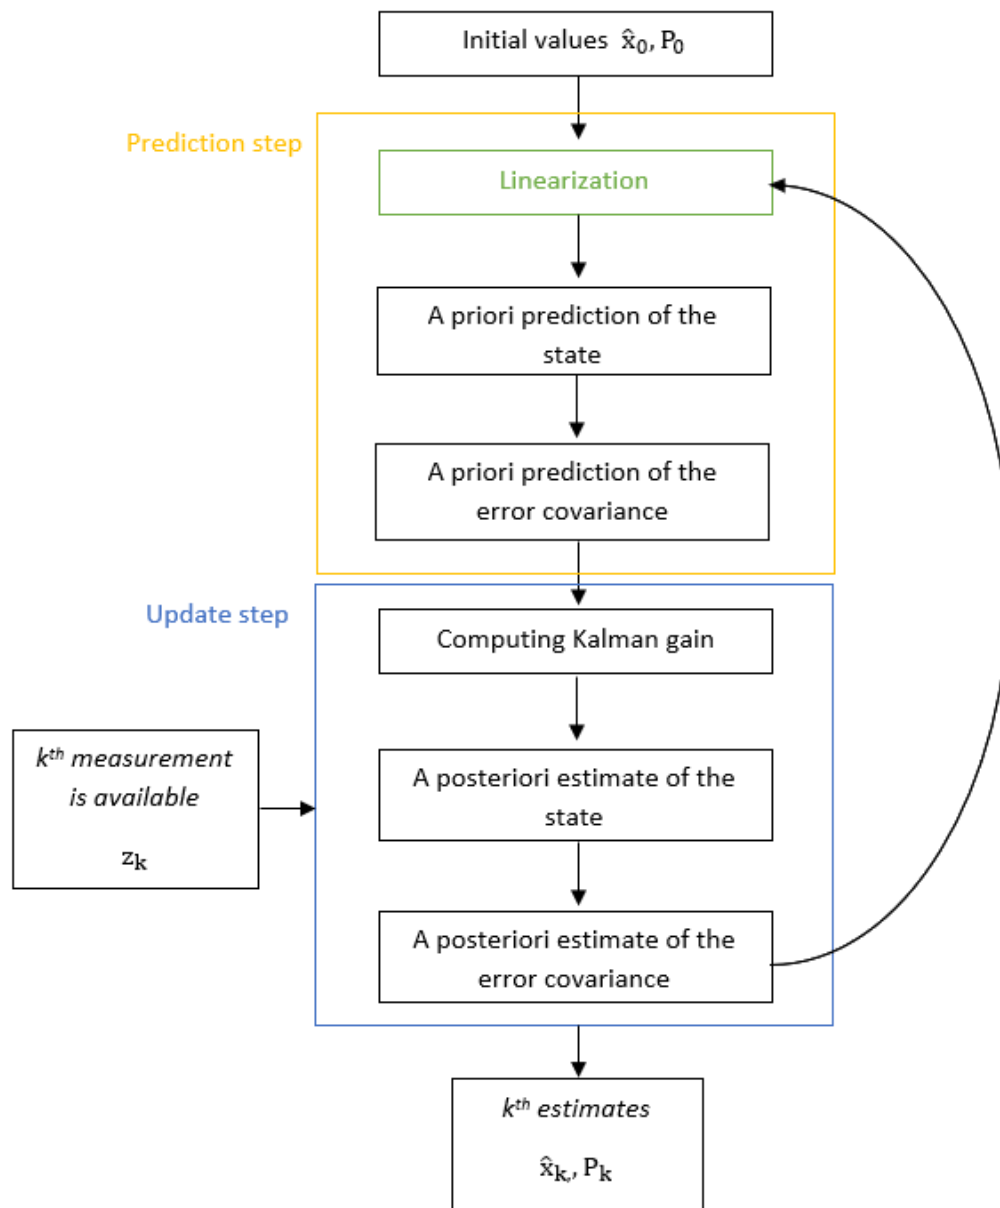 Initial values x̂₀, P₀
Prediction step
Linearization
A priori prediction of the
state
A priori prediction of the
error covariance
Update step
Computing Kalman gain
kᵗʰ measurement
is available
zₖ
A posteriori estimate of the
state
A posteriori estimate of the
error covariance
kᵗʰ estimates
x̂ₖ,, Pₖ